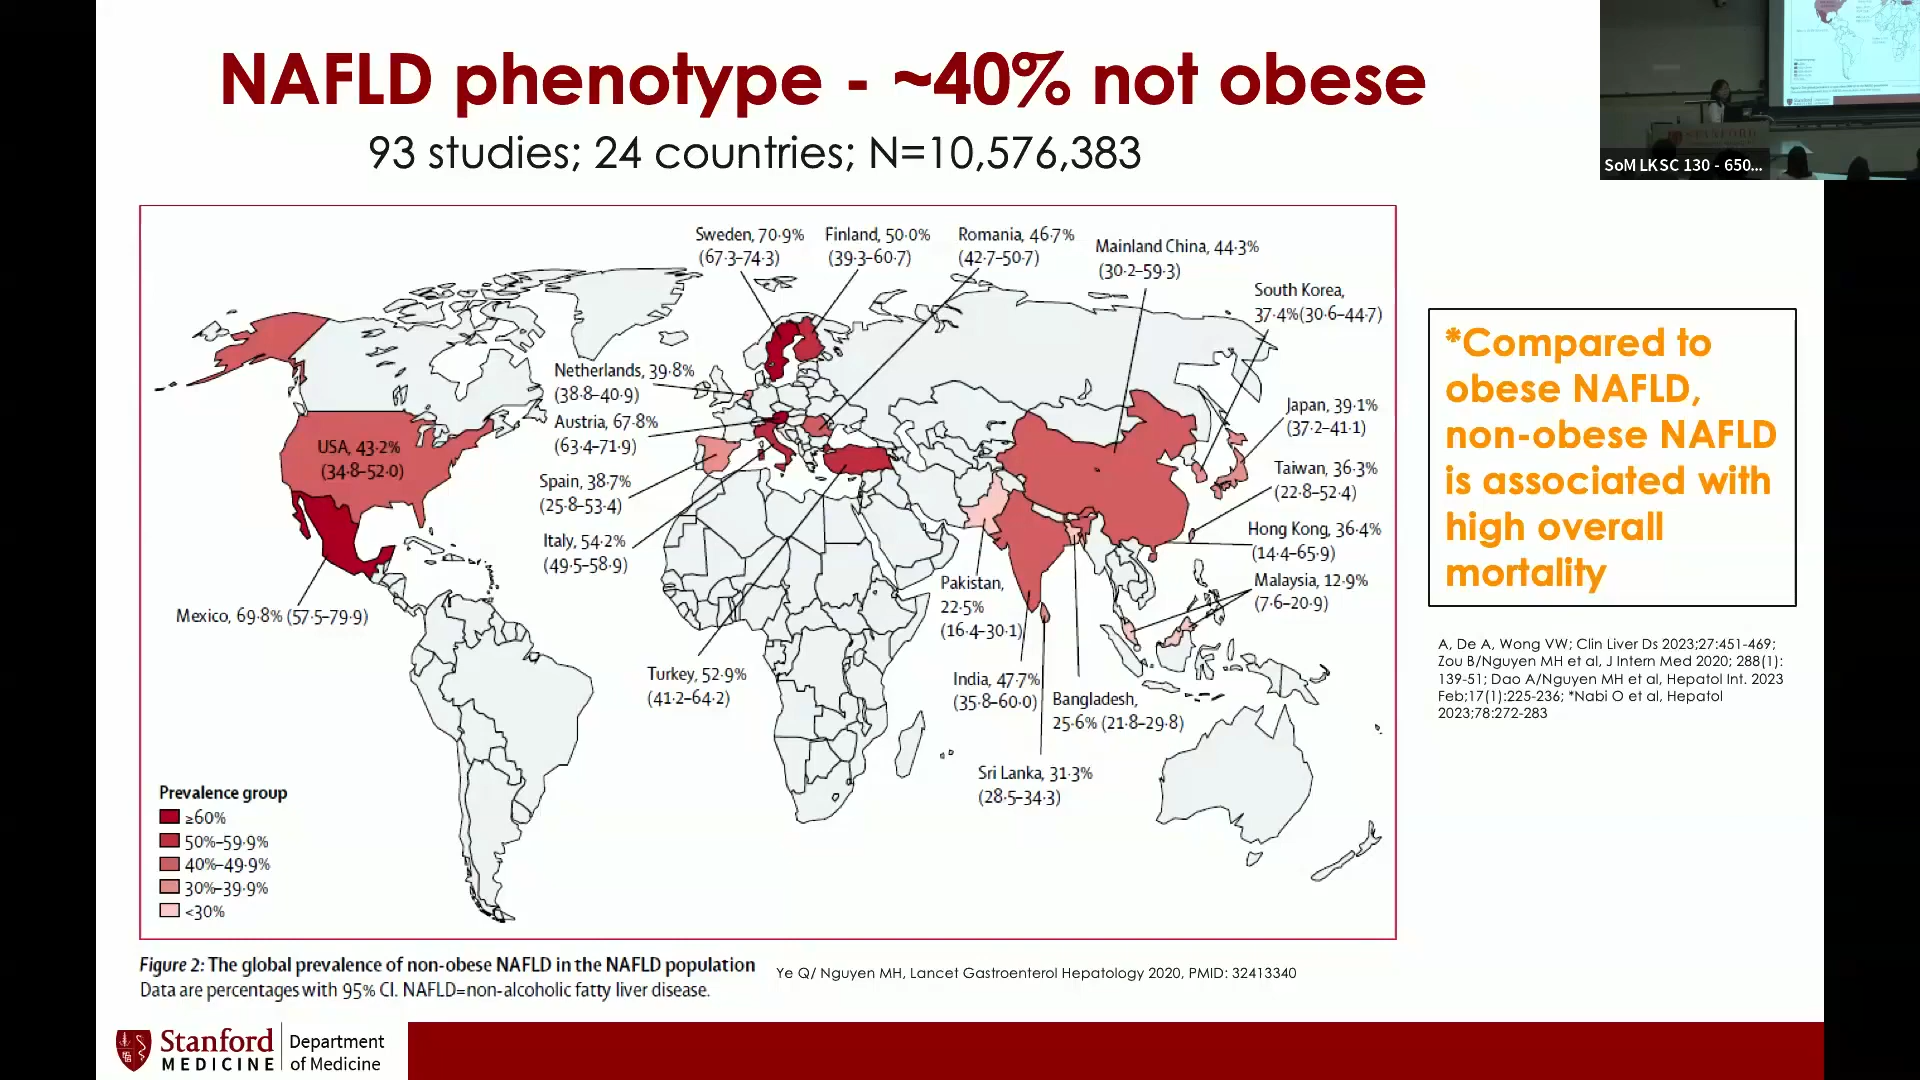 NAFLD phenotype - ~40% not obese
93 studies; 24 countries; N=10,576,383
SoM LKSC 130 - 650...
Sweden, 70·9%
(67·3–74·3)
Finland, 50·0%
(39·3–60·7)
Romania, 46·7%
(42·7–50·7)
Mainland China, 44·3%
(30·2–59·3)
South Korea,
37·4%(30·6–44·7)
Netherlands, 39·8%
(38·8–40·9)
Austria, 67·8%
(63·4–71·9)
Japan, 39·1%
(37·2–41·1)
USA, 43·2%
(34·8–52·0)
Spain, 38·7%
(25·8–53·4)
Taiwan, 36·3%
(22·8–52·4)
Italy, 54·2%
(49·5–58·9)
Hong Kong, 36·4%
(14·4–65·9)
Pakistan,
22·5%
(16·4–30·1)
Malaysia, 12·9%
(7·6–20·9)
Mexico, 69·8% (57·5–79·9)
Turkey, 52·9%
(41·2–64·2)
India, 47·7%
(35·8–60·0)
Bangladesh,
25·6% (21·8–29·8)
Sri Lanka, 31·3%
(28·5–34·3)
Prevalence group
≥60%
50%–59·9%
40%–49·9%
30%–39·9%
<30%
*Compared to
obese NAFLD,
non-obese NAFLD
is associated with
high overall
mortality
A, De A, Wong VW; Clin Liver Ds 2023;27:451-469;
Zou B/Nguyen MH et al, J Intern Med 2020; 288(1):
139-51; Dao A/Nguyen MH et al, Hepatol Int. 2023
Feb;17(1):225-236; *Nabi O et al, Hepatol
2023;78:272-283
Figure 2: The global prevalence of non-obese NAFLD in the NAFLD population
Data are percentages with 95% CI. NAFLD=non-alcoholic fatty liver disease.
Ye Q/ Nguyen MH, Lancet Gastroenterol Hepatology 2020, PMID: 32413340
Stanford
MEDICINE
Department
of Medicine